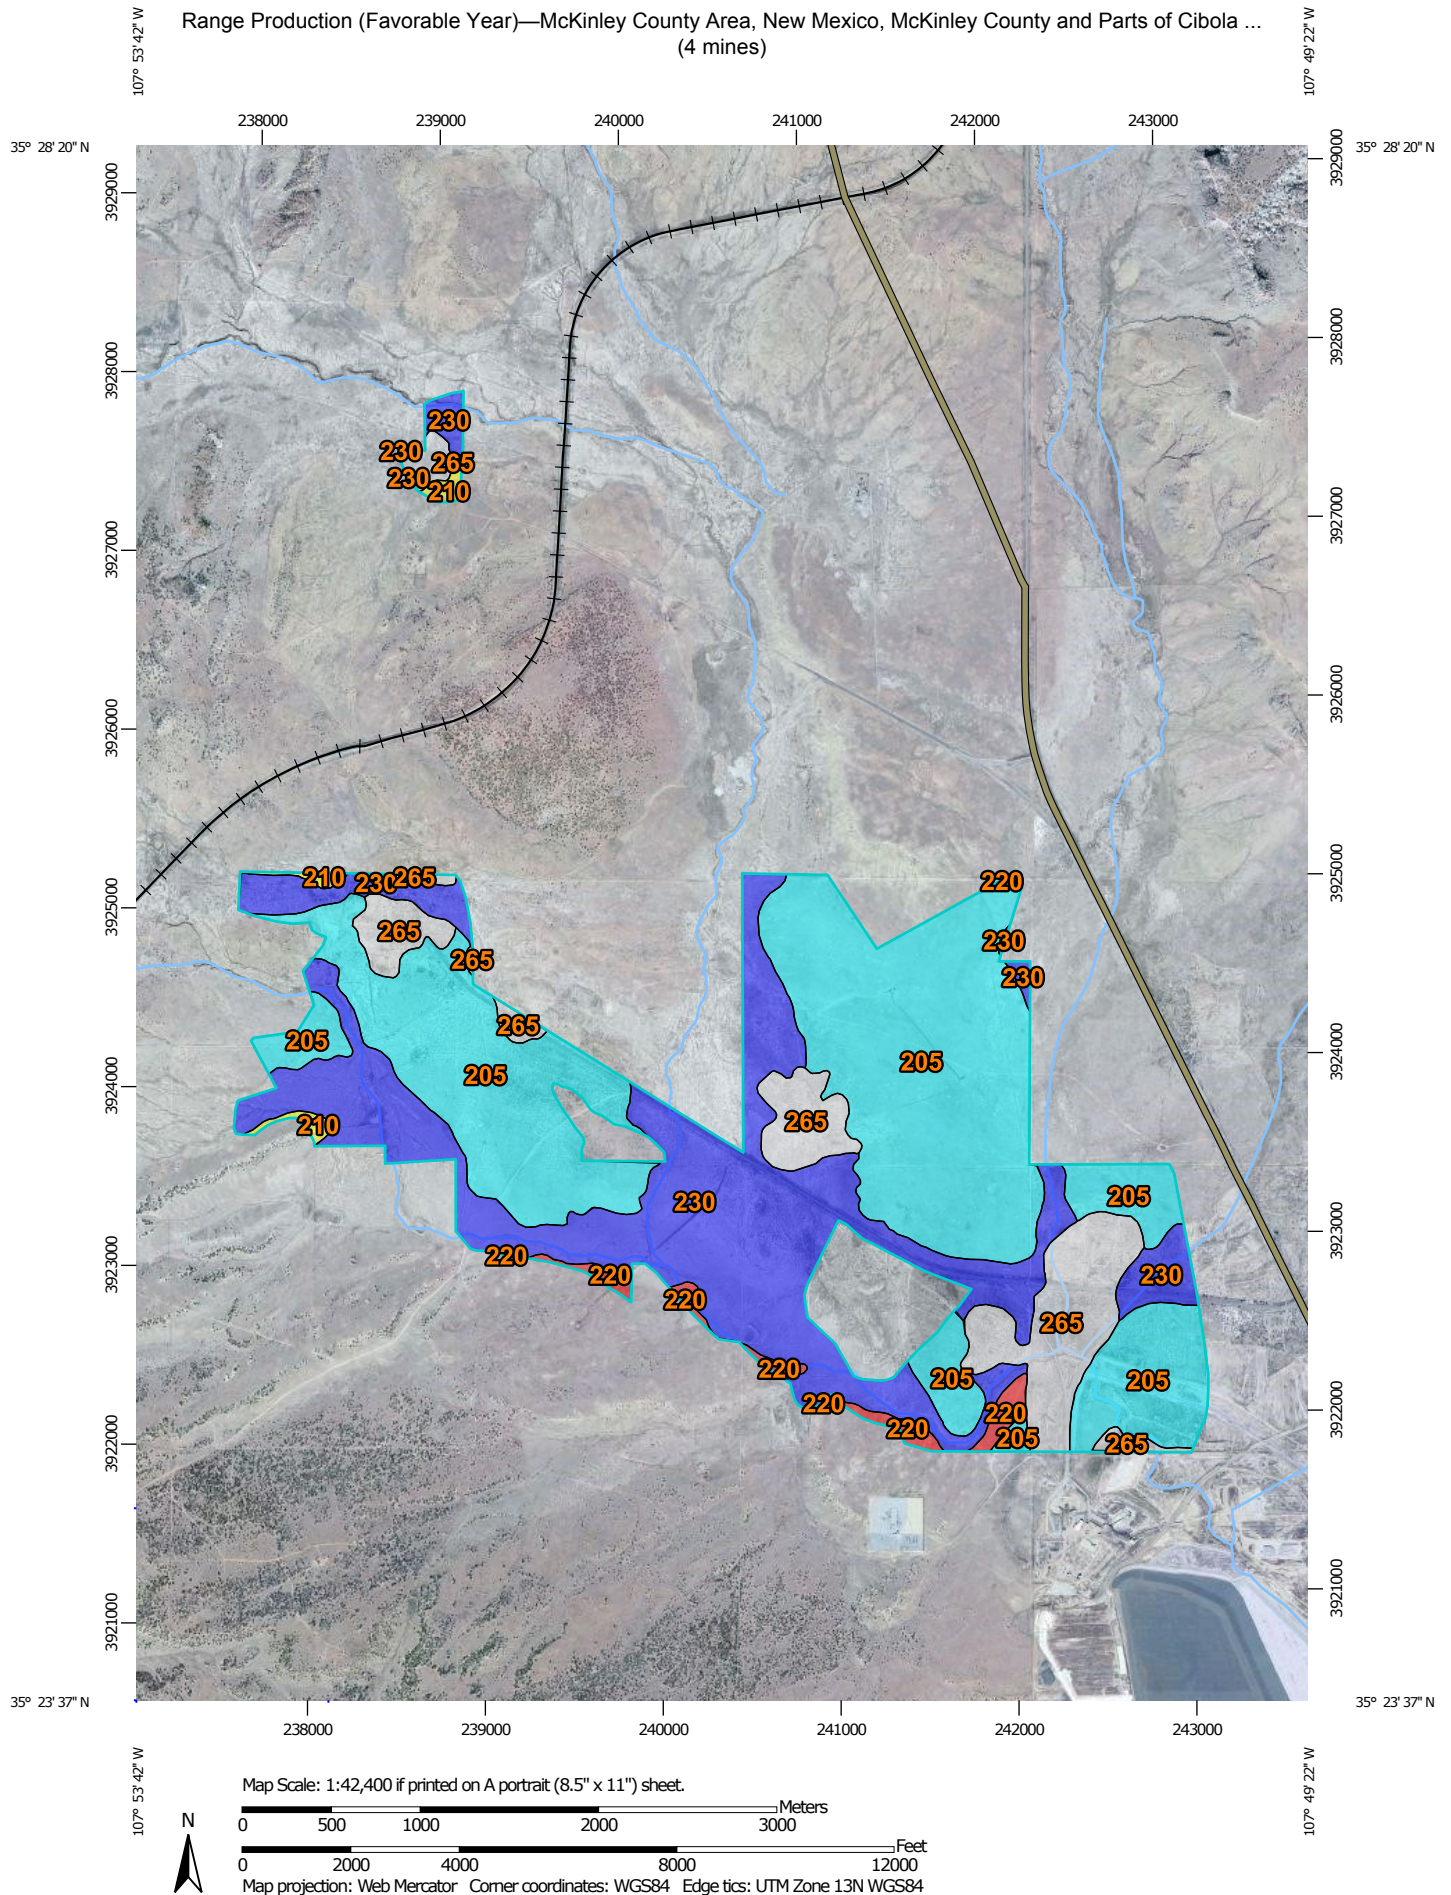 Range Production (Favorable Year)—McKinley County Area, New Mexico, McKinley County and Parts of Cibola ...
(4 mines)
107° 53' 42" W
107° 49' 22" W
238000 239000 240000 241000 242000 243000
35° 28' 20" N
35° 28' 20" N
3929000
3929000
3928000
3928000
3927000
3927000
3926000
3926000
3925000
3925000
3924000
3924000
3923000
3923000
3922000
3922000
3921000
3921000
230
230
265
230
210
210
230
265
220
265
230
265
230
265
205
205
205
265
210
205
230
220
230
220
220
265
220
205
205
220
220
220
205
265
35° 23' 37" N
35° 23' 37" N
238000 239000 240000 241000 242000 243000
107° 53' 42" W
107° 49' 22" W
Map Scale: 1:42,400 if printed on A portrait (8.5" x 11") sheet.
Meters
0 500 1000 2000 3000
N
Feet
0 2000 4000 8000 12000
Map projection: Web Mercator Corner coordinates: WGS84 Edge tics: UTM Zone 13N WGS84